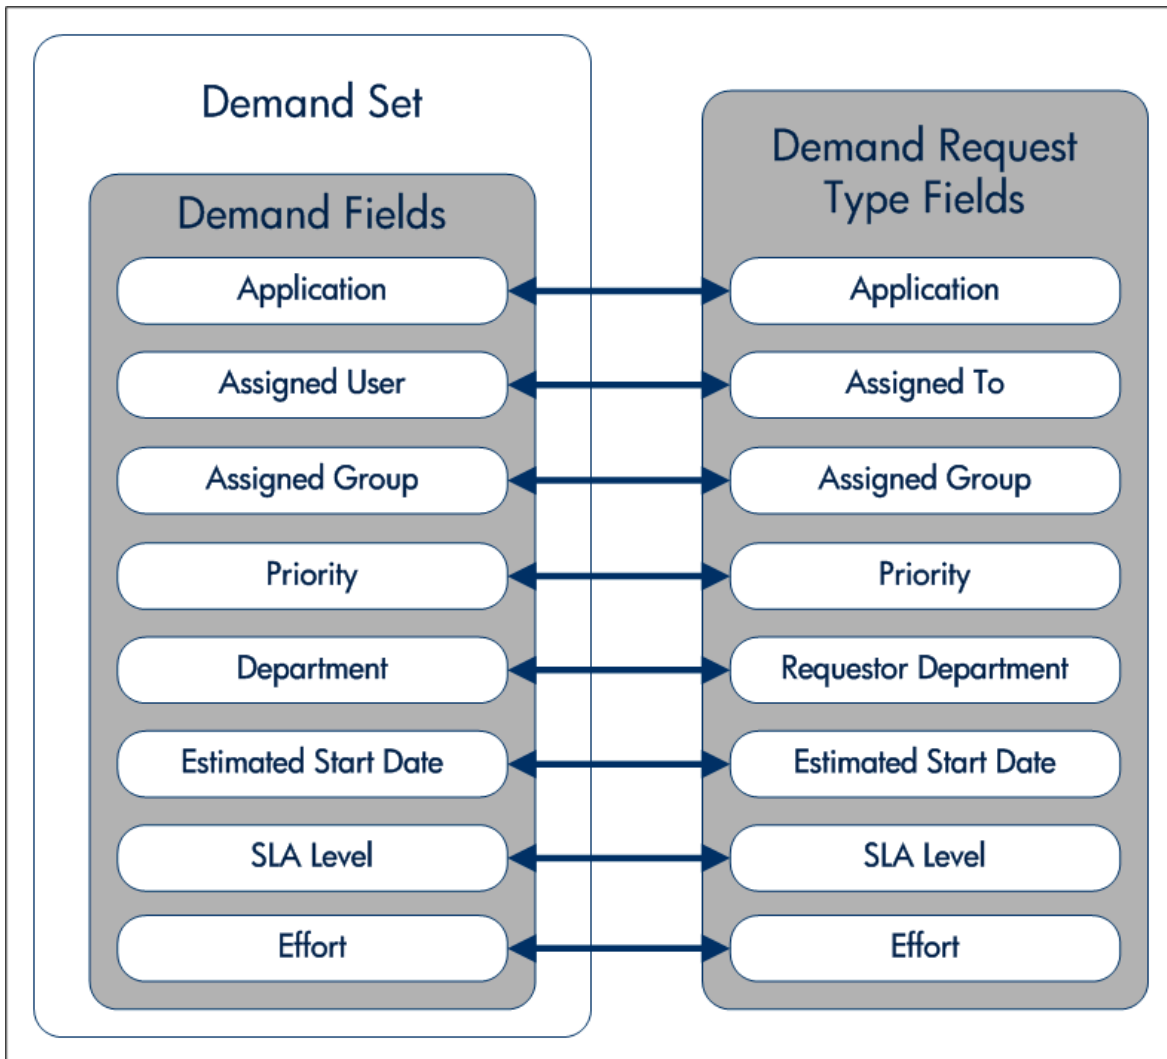 Demand Set
Demand Fields
Application
Assigned User
Assigned Group
Priority
Department
Estimated Start Date
SLA Level
Effort
Demand Request
Type Fields
Application
Assigned To
Assigned Group
Priority
Requestor Department
Estimated Start Date
SLA Level
Effort